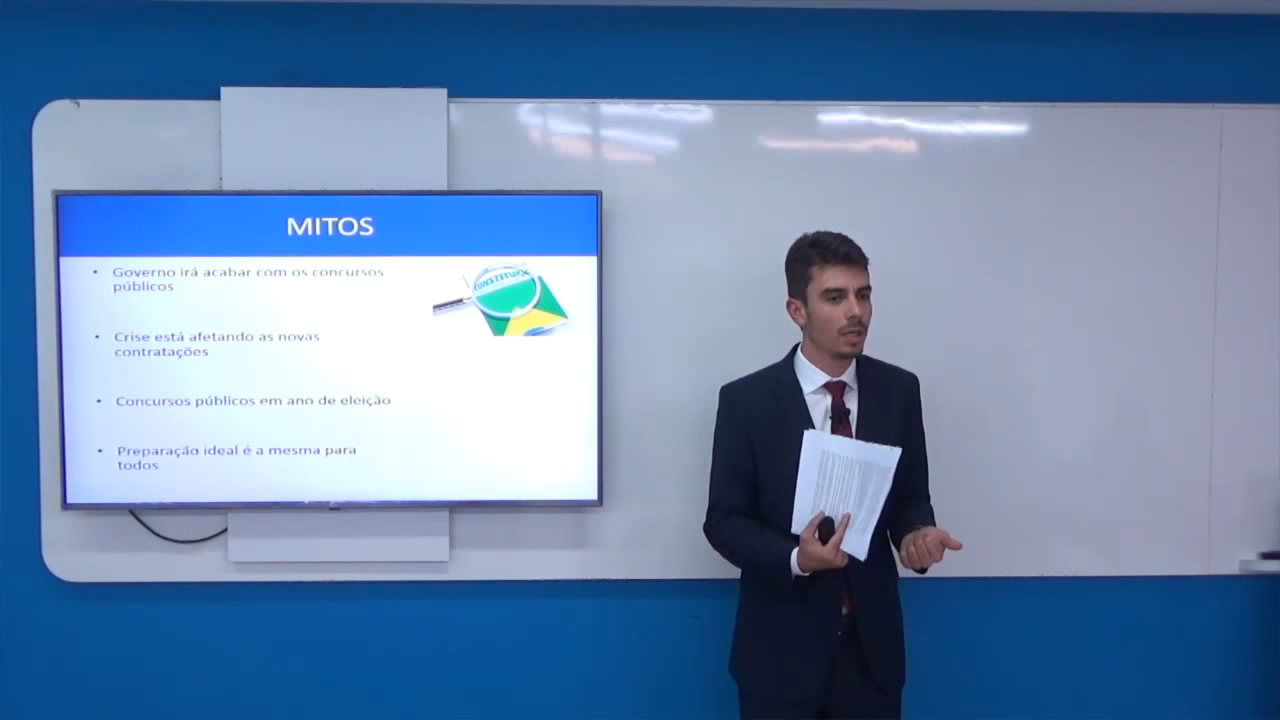 MITOS
• Governo irá acabar com os concursos
públicos
CONSTITUIÇ
• Crise está afetando as novas
contratações
• Concursos públicos em ano de eleição
• Preparação ideal é a mesma para
todos